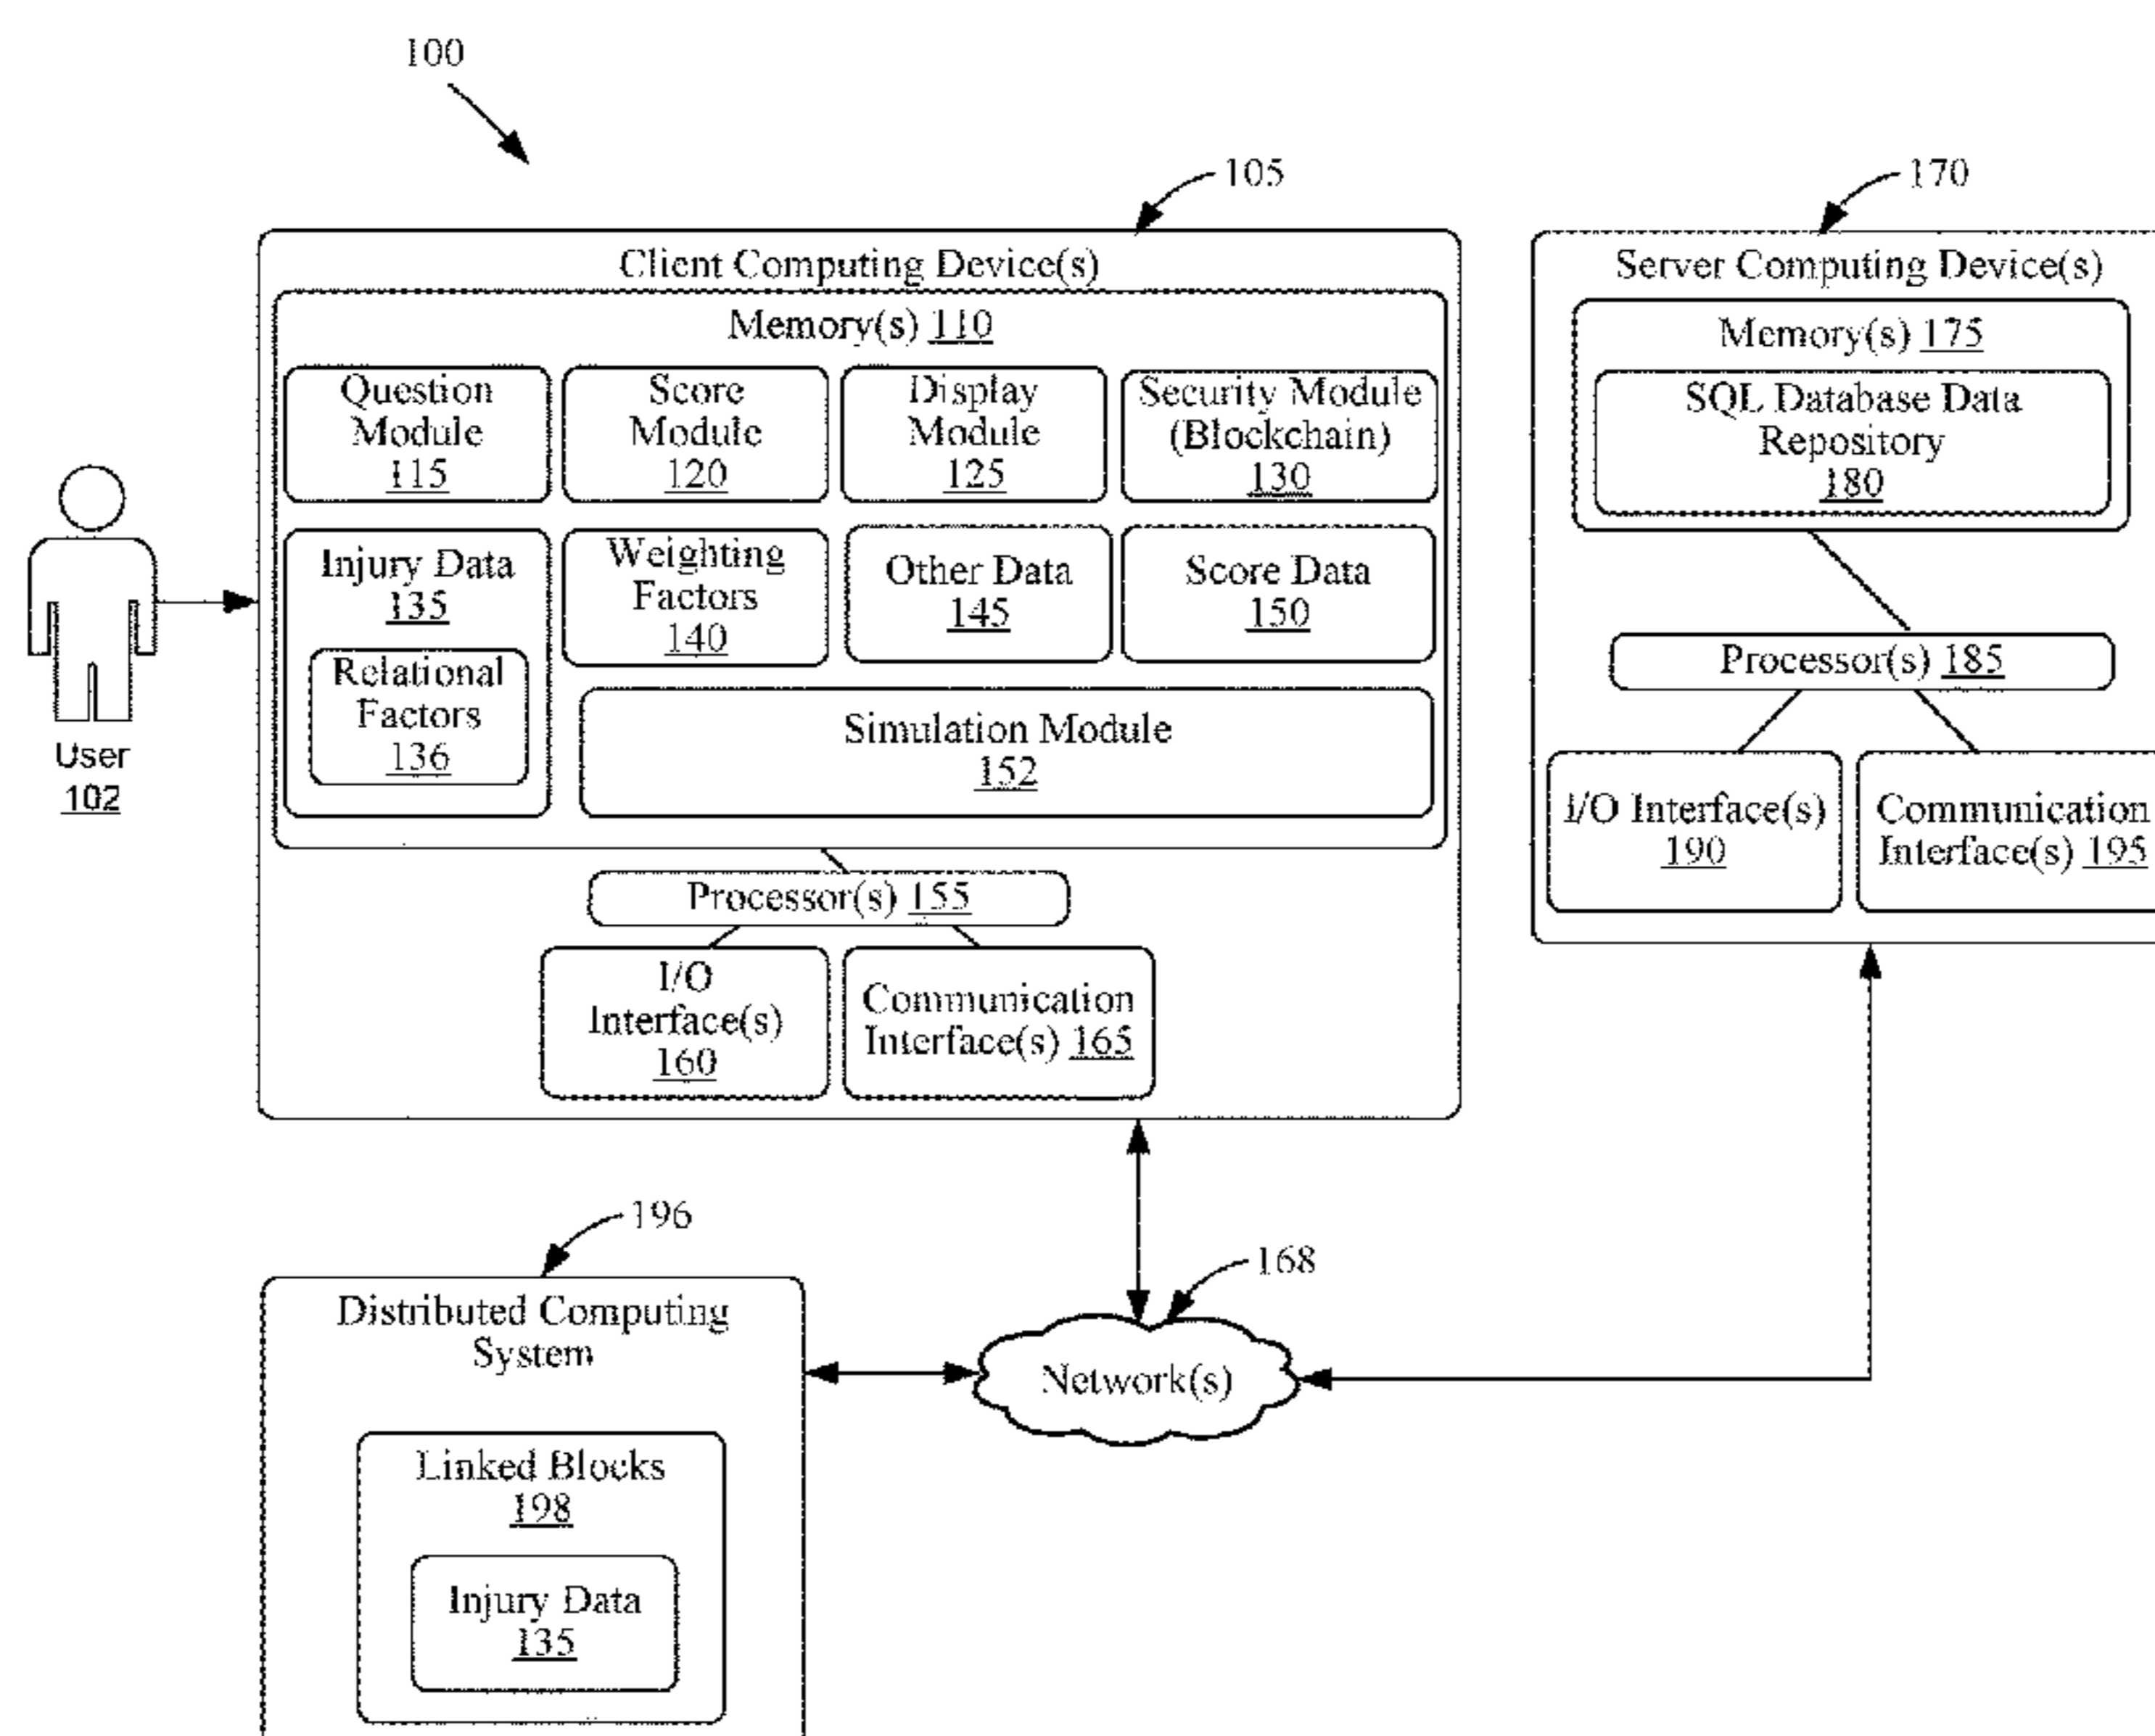 100
105
170
Client Computing Device(s)
Memory(s) 110
Question
Module
115
Score
Module
120
Display
Module
125
Security Module
(Blockchain)
130
Injury Data
135
Relational
Factors
136
Weighting
Factors
140
Other Data
145
Score Data
150
Simulation Module
152
User
102
Processor(s) 155
I/O
Interface(s)
160
Communication
Interface(s) 165
Server Computing Device(s)
Memory(s) 175
SQL Database Data
Repository
180
Processor(s) 185
I/O Interface(s)
190
Communication
Interface(s) 195
196
168
Distributed Computing
System
Network(s)
Linked Blocks
198
Injury Data
135